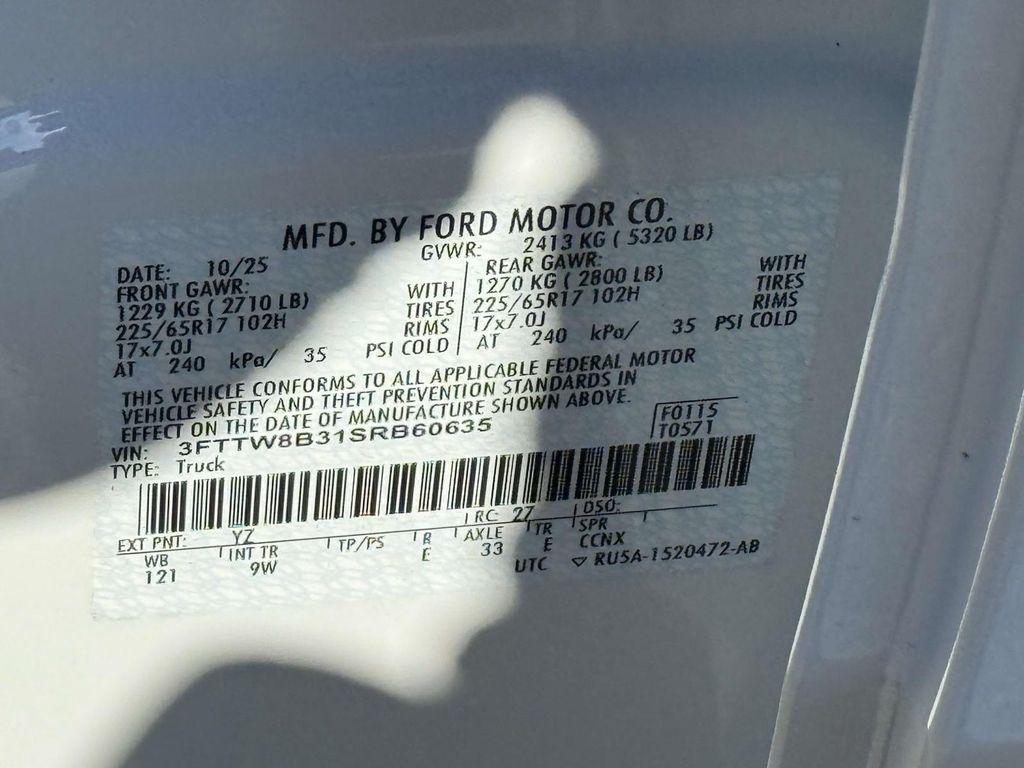 MFD. BY FORD MOTOR CO.
DATE: 10/25 GVWR: 2413 KG ( 5320 LB)
FRONT GAWR: REAR GAWR:
1229 KG ( 2710 LB) WITH 1270 KG ( 2800 LB) WITH
225/65R17 102H TIRES 225/65R17 102H TIRES
17x7.0J RIMS 17x7.0J RIMS
AT 240 kPa/ 35 PSI COLD AT 240 kPa/ 35 PSI COLD
THIS VEHICLE CONFORMS TO ALL APPLICABLE FEDERAL MOTOR
VEHICLE SAFETY AND THEFT PREVENTION STANDARDS IN
EFFECT ON THE DATE OF MANUFACTURE SHOWN ABOVE.
VIN: 3FTTW8B31SRB60635 F0115
TYPE: Truck T0571
EXT PNT: YZ RC: 27 DSO:
WB INT TR TP/PS R AXLE TR SPR
121 9W E 33 E CCNX
UTC ▽ RU5A-1520472-AB